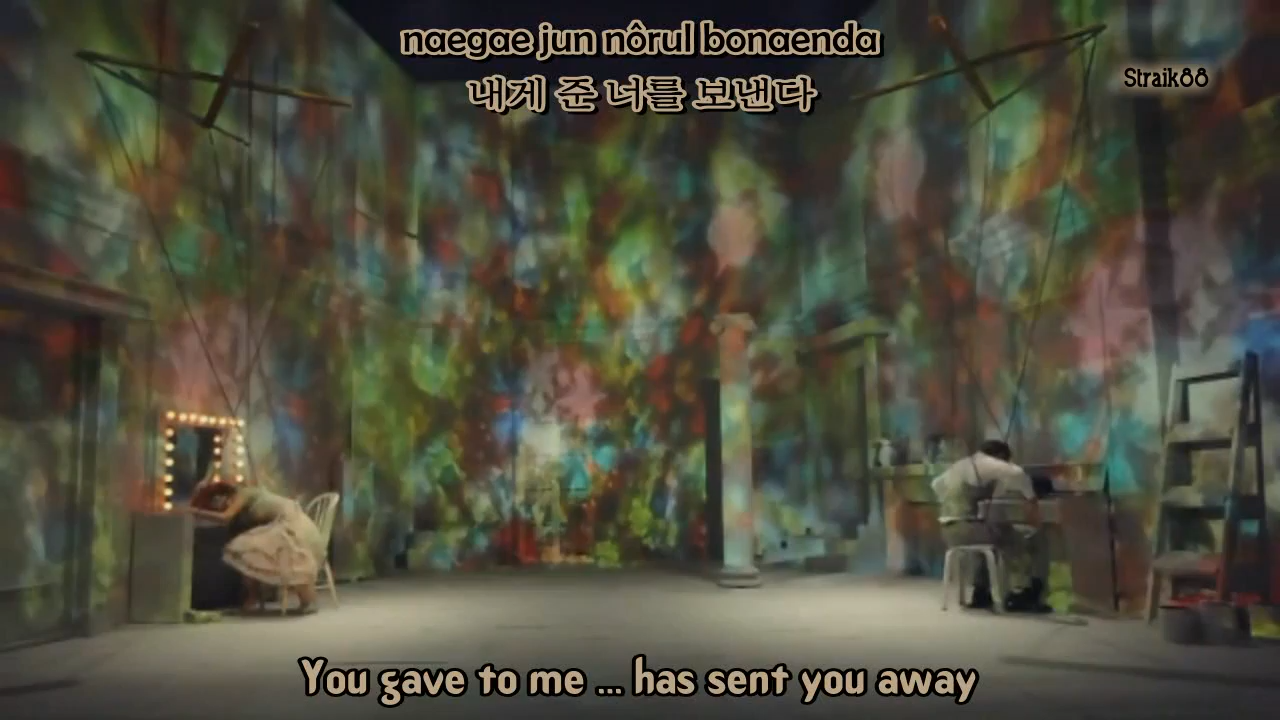 naegae jun nôrul bonaenda
내게 준 너를 보낸다
Straik88
You gave to me ... has sent you away